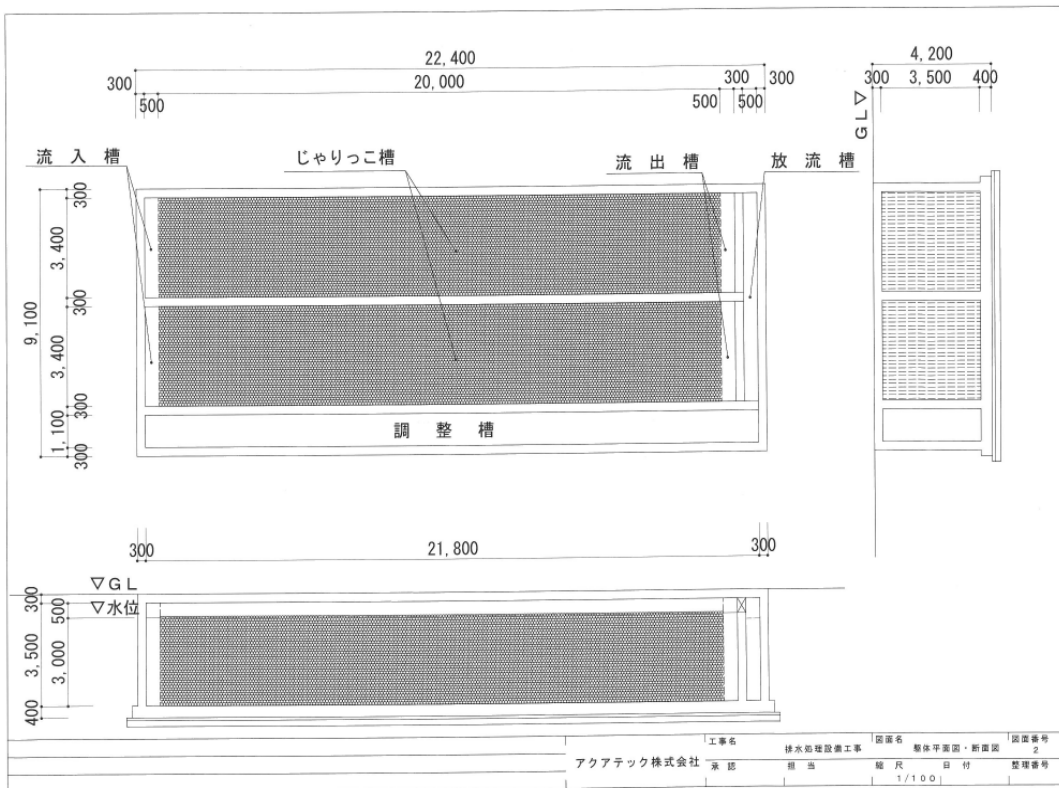 22,400
300 20,000 300 300
500 500 500
4,200
300 3,500 400
GL▽
流入槽
じゃりっこ槽
流出槽
放流槽
300
3,400
300
3,400
300
1,100
300
9,100
調整槽
300 21,800 300
▽GL
▽水位
300
500
3,500
3,000
400
アクアテック株式会社
工事名 排水処理設備工事 図面名 躯体平面図・断面図 図面番号 2
承認 担当 縮尺 1/100 日付 整理番号